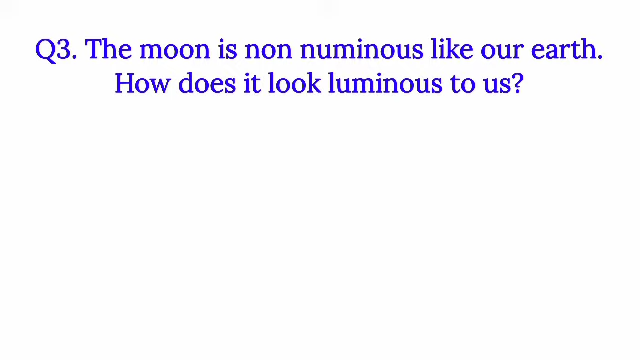 Q3. The moon is non numinous like our earth.
How does it look luminous to us?